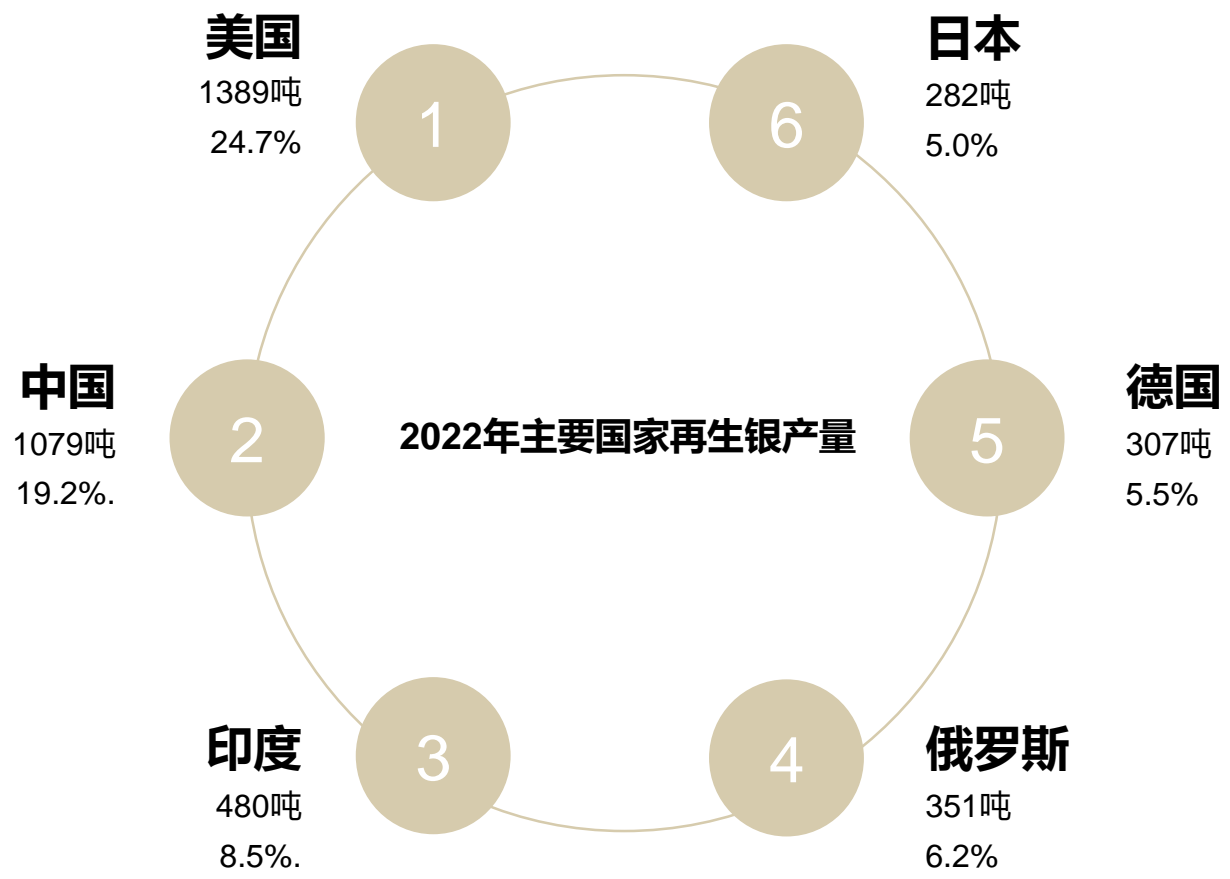 美国
1389吨
24.7%
1
中国
1079吨
19.2%.
2
印度
480吨
8.5%.
3
2022年主要国家再生银产量
4
俄罗斯
351吨
6.2%
5
德国
307吨
5.5%
6
日本
282吨
5.0%